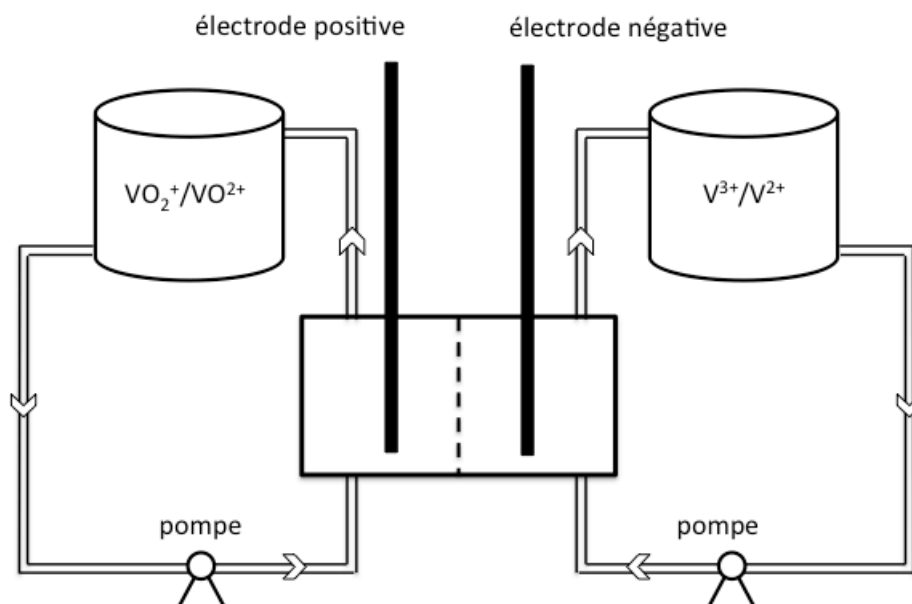 électrode positive
électrode négative
VO₂⁺/VO²⁺
V³⁺/V²⁺
pompe
pompe